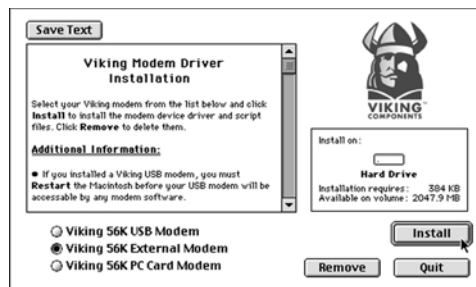 Save Text
Viking Modem Driver
Installation
Select your Viking modem from the list below and click
Install to install the modem device driver and script
files. Click Remove to delete them.
Additional Information:
● If you installed a Viking USB modem, you must
Restart the Macintosh before your USB modem will be
accessable by any modem software.
VIKING™
COMPONENTS
Install on:
Hard Drive
Installation requires: 384 KB
Available on volume: 2047.9 MB
Viking 56K USB Modem
Viking 56K External Modem
Viking 56K PC Card Modem
Install
Remove
Quit